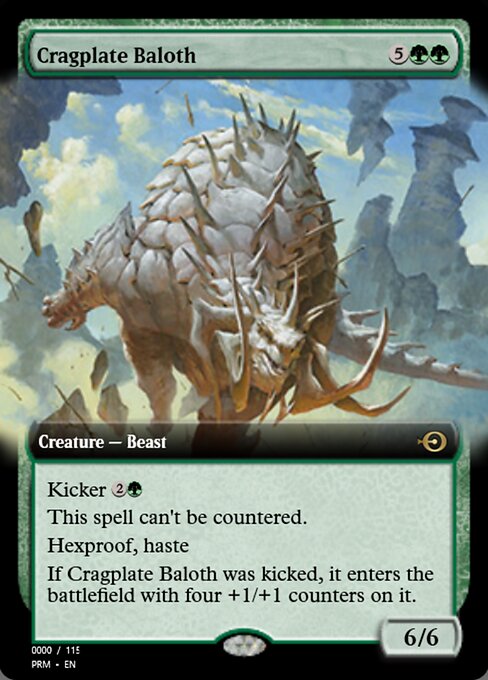 Cragplate Baloth 5
Creature — Beast
Kicker 2
This spell can't be countered.
Hexproof, haste
If Cragplate Baloth was kicked, it enters the
battlefield with four +1/+1 counters on it.
6/6
0000 / 115
PRM • EN